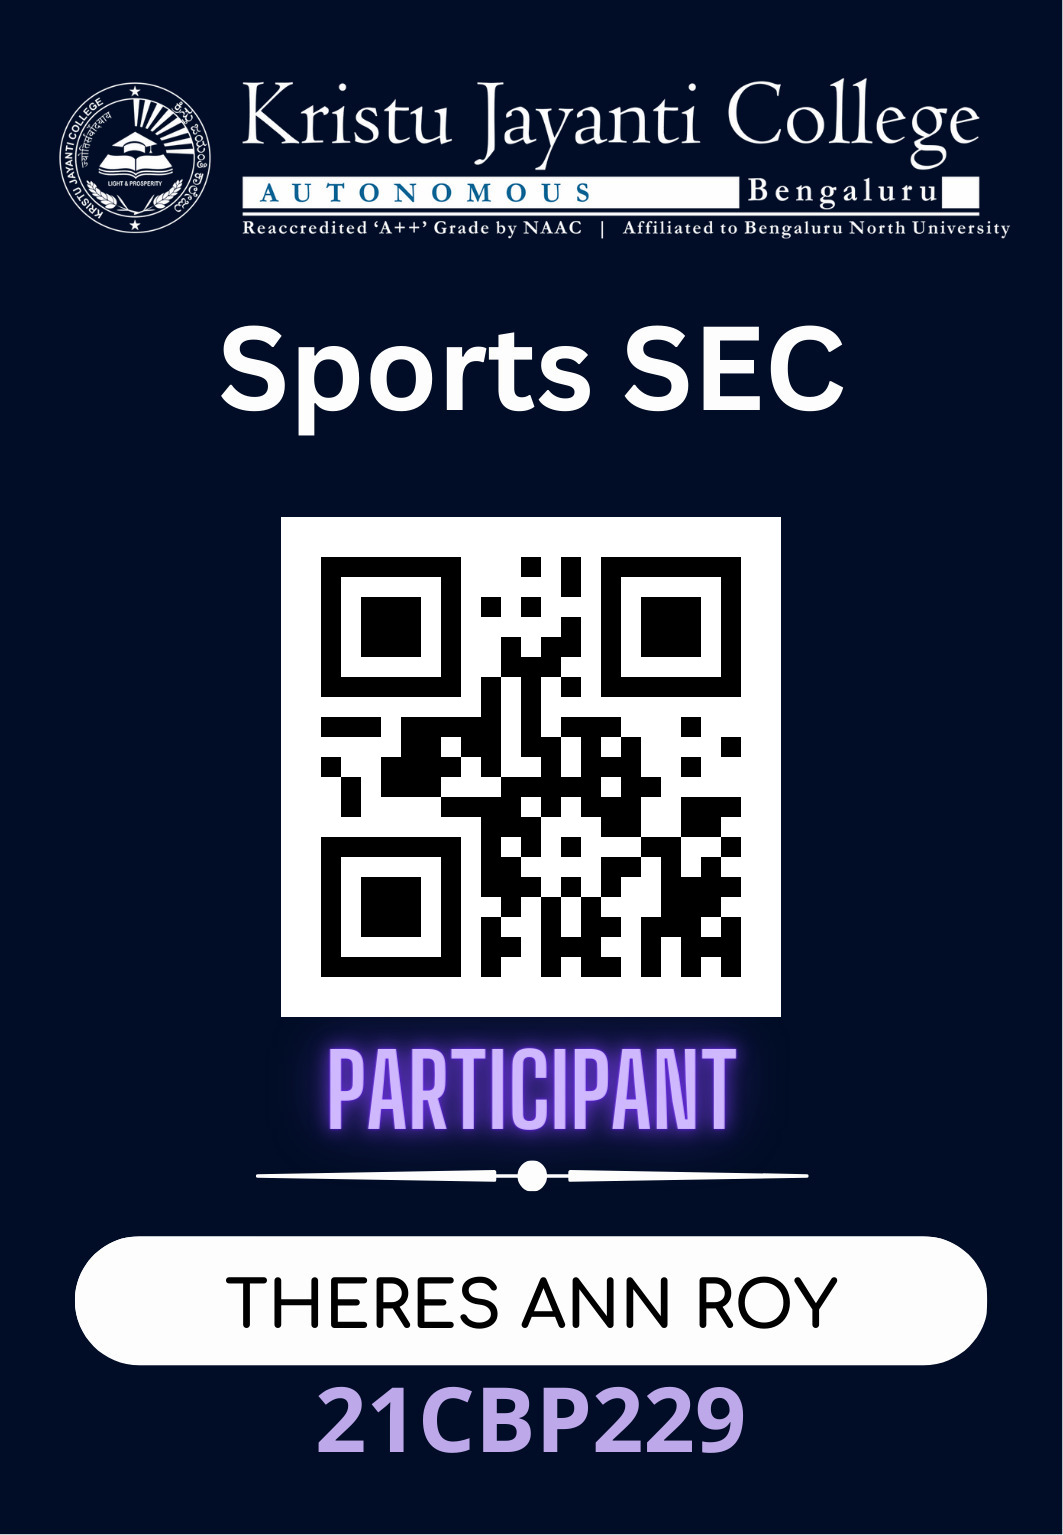 Kristu Jayanti College
AUTONOMOUS Bengaluru
Reaccredited ‘A++’ Grade by NAAC | Affiliated to Bengaluru North University
KRISTU JAYANTI COLLEGE
LIGHT & PROSPERITY
Sports SEC
PARTICIPANT
THERES ANN ROY
21CBP229